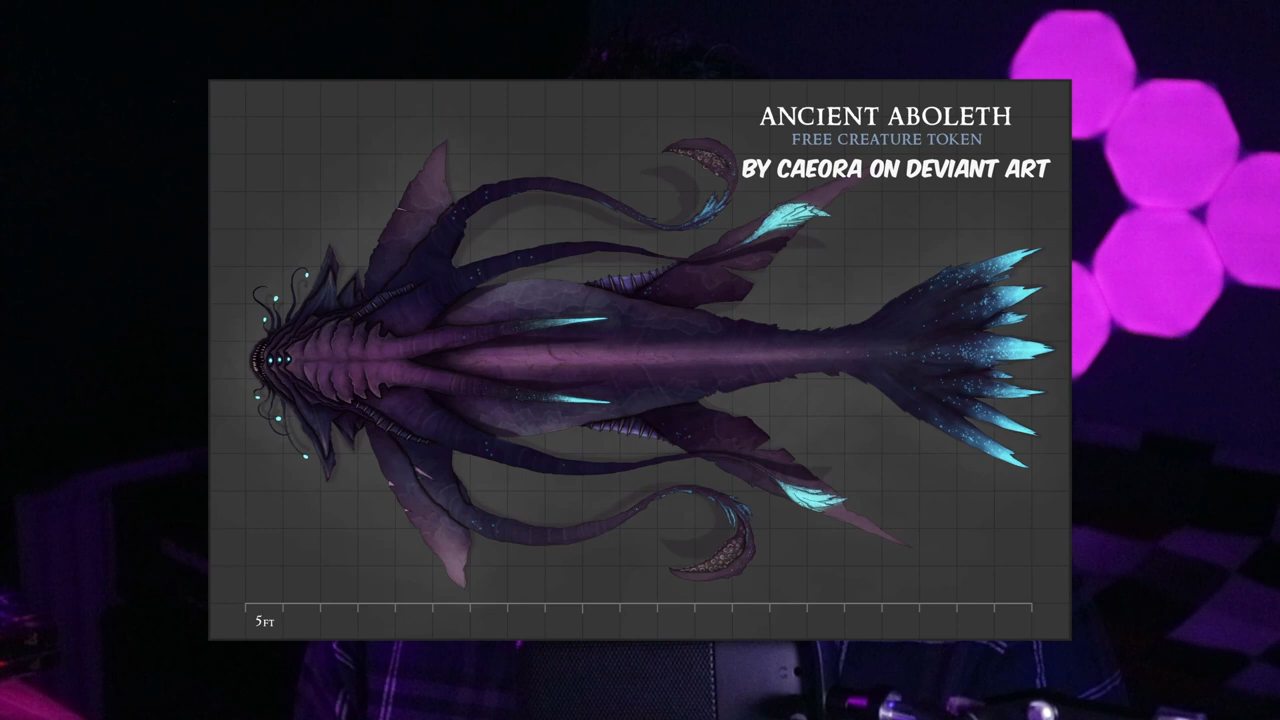 ANCIENT ABOLETH
FREE CREATURE TOKEN
BY CAEORA ON DEVIANT ART
5FT